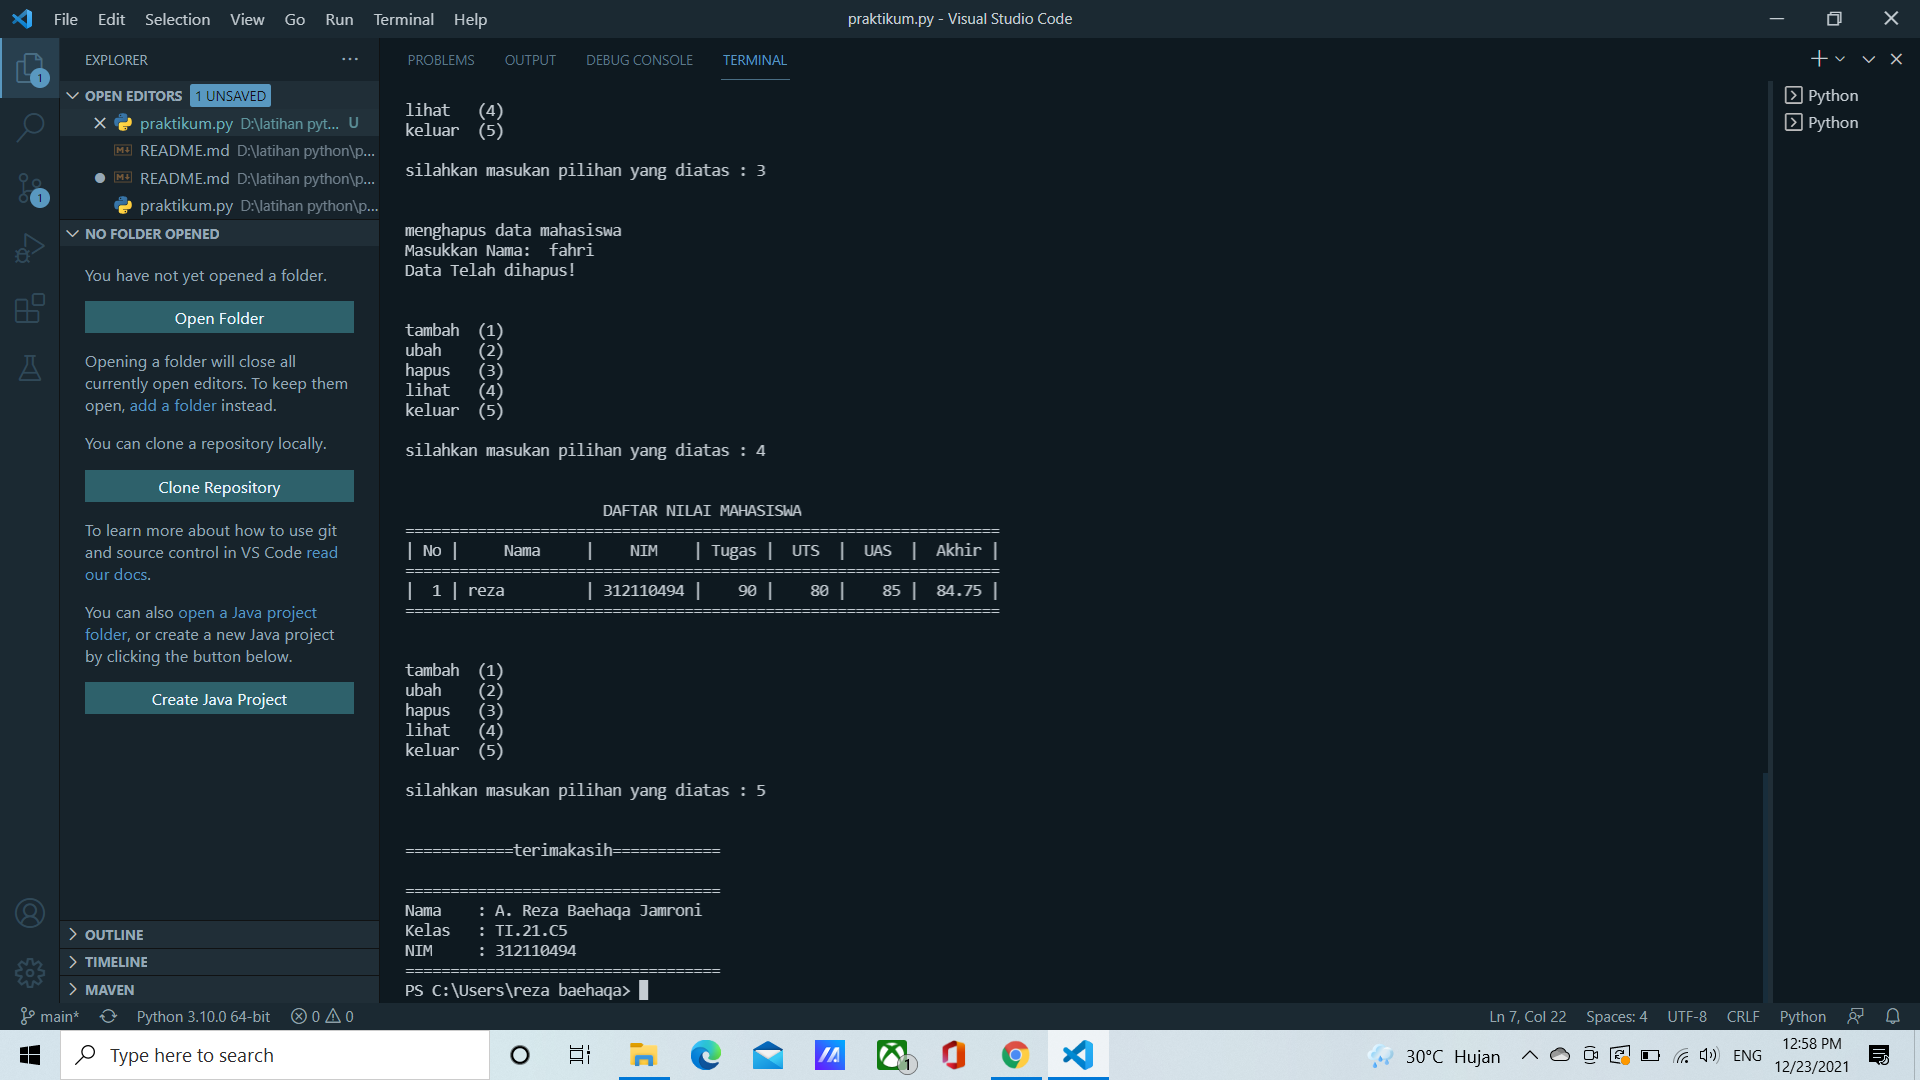 File Edit Selection View Go Run Terminal Help
praktikum.py - Visual Studio Code
EXPLORER
OPEN EDITORS 1 UNSAVED
praktikum.py D:\latihan pyt... U
README.md D:\latihan python\p...
README.md D:\latihan python\p...
praktikum.py D:\latihan python\p...
NO FOLDER OPENED
You have not yet opened a folder.
Open Folder
Opening a folder will close all
currently open editors. To keep them
open, add a folder instead.
You can clone a repository locally.
Clone Repository
To learn more about how to use git
and source control in VS Code read
our docs.
You can also open a Java project
folder, or create a new Java project
by clicking the button below.
Create Java Project
OUTLINE
TIMELINE
MAVEN
1
1
PROBLEMS OUTPUT DEBUG CONSOLE TERMINAL
Python
Python
lihat   (4)
keluar  (5)
silahkan masukan pilihan yang diatas : 3
menghapus data mahasiswa
Masukkan Nama:  fahri
Data Telah dihapus!
tambah  (1)
ubah    (2)
hapus   (3)
lihat   (4)
keluar  (5)
silahkan masukan pilihan yang diatas : 4
DAFTAR NILAI MAHASISWA
==================================================================
| No |     Nama     |    NIM    | Tugas |  UTS  |  UAS  |  Akhir |
==================================================================
|  1 | reza         | 312110494 |    90 |    80 |    85 |  84.75 |
==================================================================
tambah  (1)
ubah    (2)
hapus   (3)
lihat   (4)
keluar  (5)
silahkan masukan pilihan yang diatas : 5
============terimakasih============
===================================
Nama    : A. Reza Baehaqa Jamroni
Kelas   : TI.21.C5
NIM     : 312110494
===================================
PS C:\Users\reza baehaqa>
main* Python 3.10.0 64-bit 0 0 Ln 7, Col 22 Spaces: 4 UTF-8 CRLF Python
Type here to search 1 30°C Hujan ENG 12:58 PM
12/23/2021